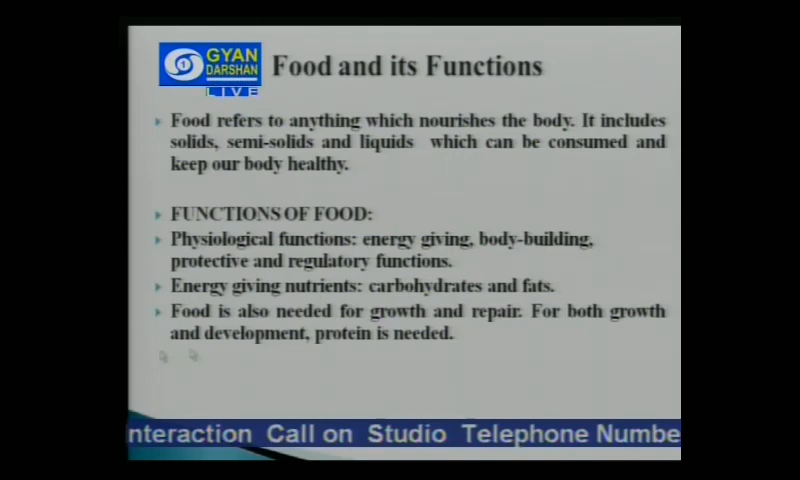 GYAN
DARSHAN
LIVE
Food and its Functions
Food refers to anything which nourishes the body. It includes
solids, semi-solids and liquids which can be consumed and
keep our body healthy.
FUNCTIONS OF FOOD:
Physiological functions: energy giving, body-building,
protective and regulatory functions.
Energy giving nutrients: carbohydrates and fats.
Food is also needed for growth and repair. For both growth
and development, protein is needed.
nteraction Call on Studio Telephone Numbe